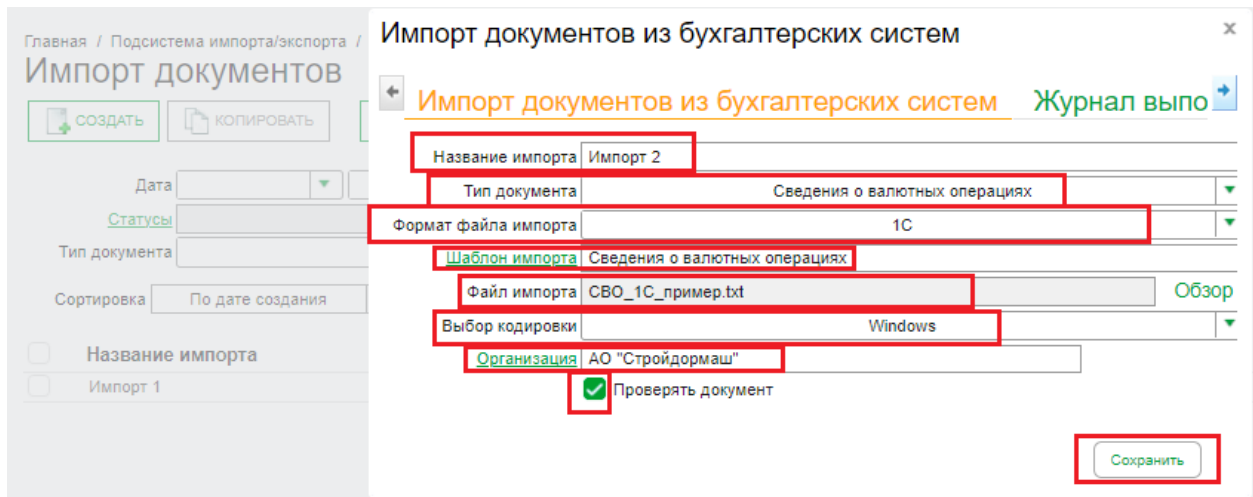 Главная / Подсистема импорта/экспорта /
Импорт документов
СОЗДАТЬ
КОПИРОВАТЬ
Дата
Статусы
Тип документа
Сортировка По дате создания
Название импорта
Импорт 1
Импорт документов из бухгалтерских систем x
Импорт документов из бухгалтерских систем Журнал выпо
Название импорта Импорт 2
Тип документа Сведения о валютных операциях
Формат файла импорта 1С
Шаблон импорта Сведения о валютных операциях
Файл импорта СВО_1С_пример.txt Обзор
Выбор кодировки Windows
Организация АО "Стройдормаш"
Проверять документ
Сохранить